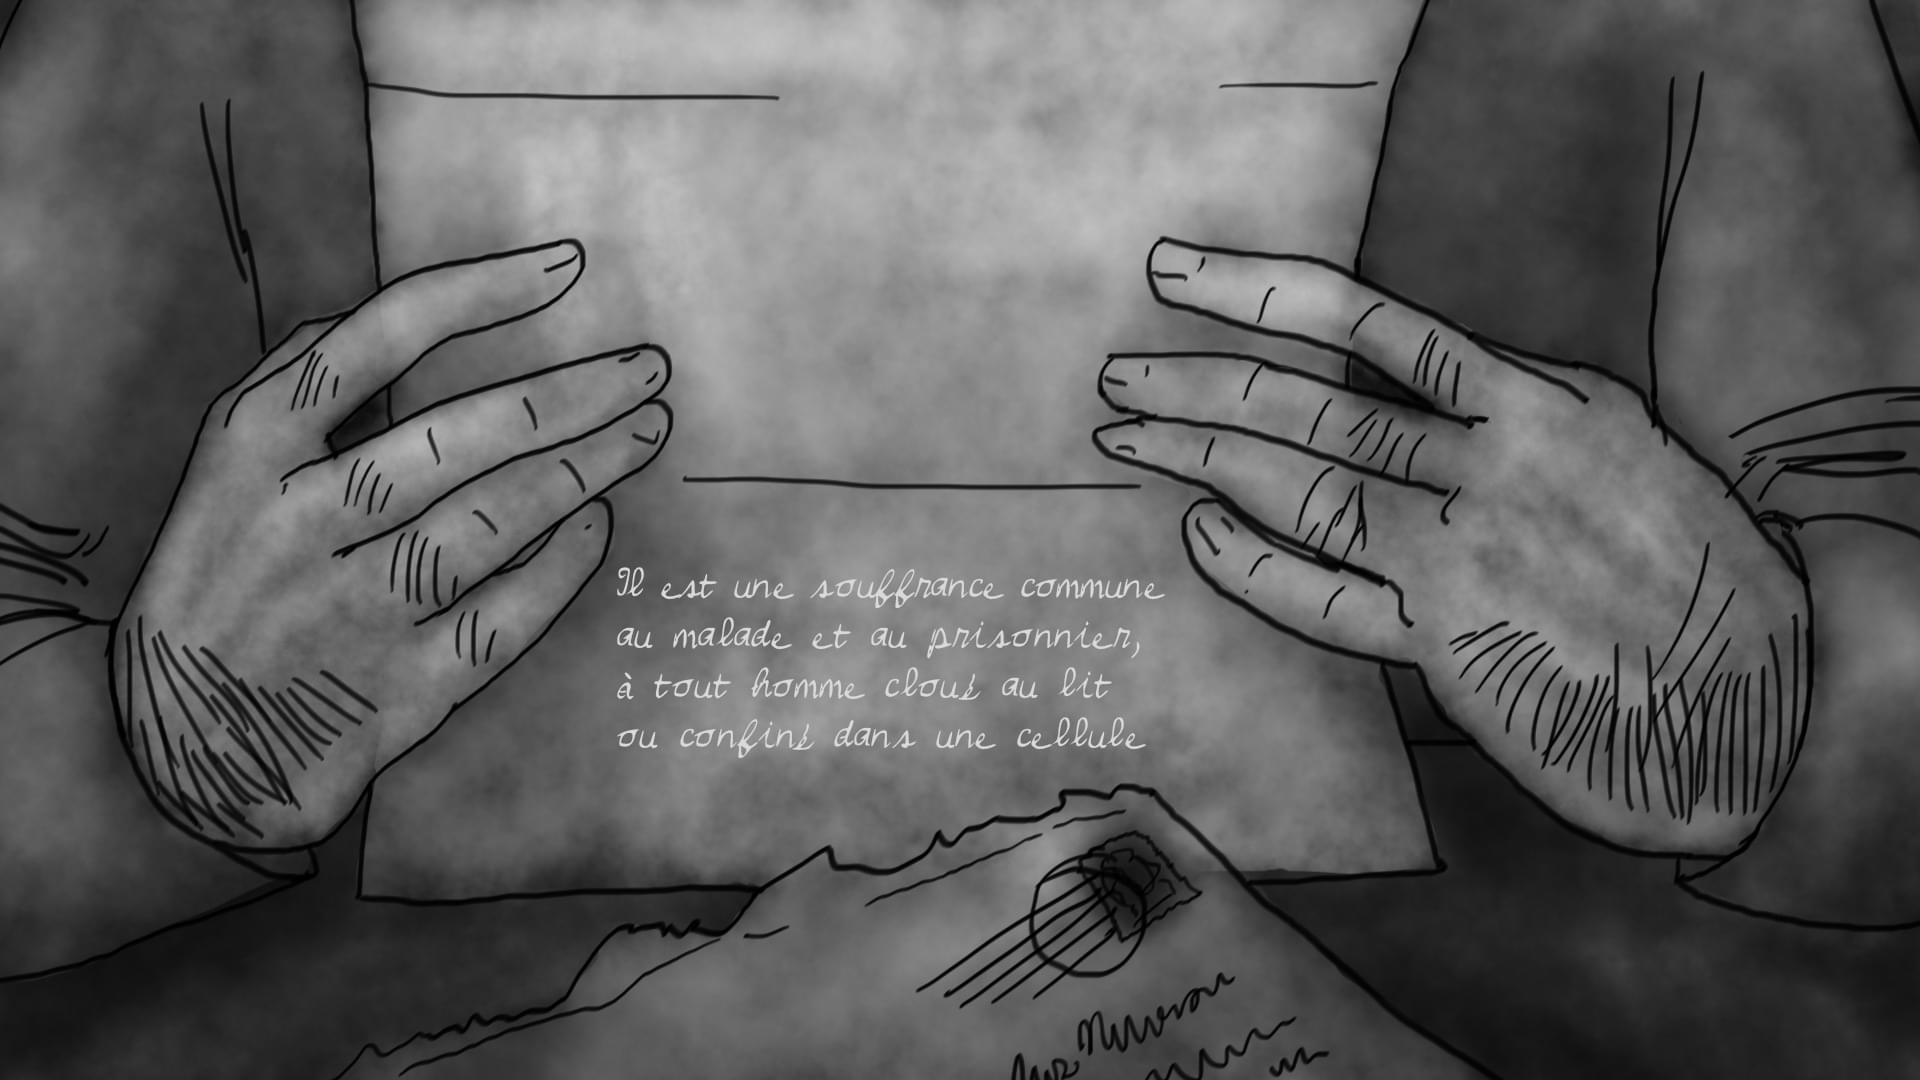 Il est une souffrance commune
au malade et au prisonnier,
à tout homme cloué au lit
ou confiné dans une cellule